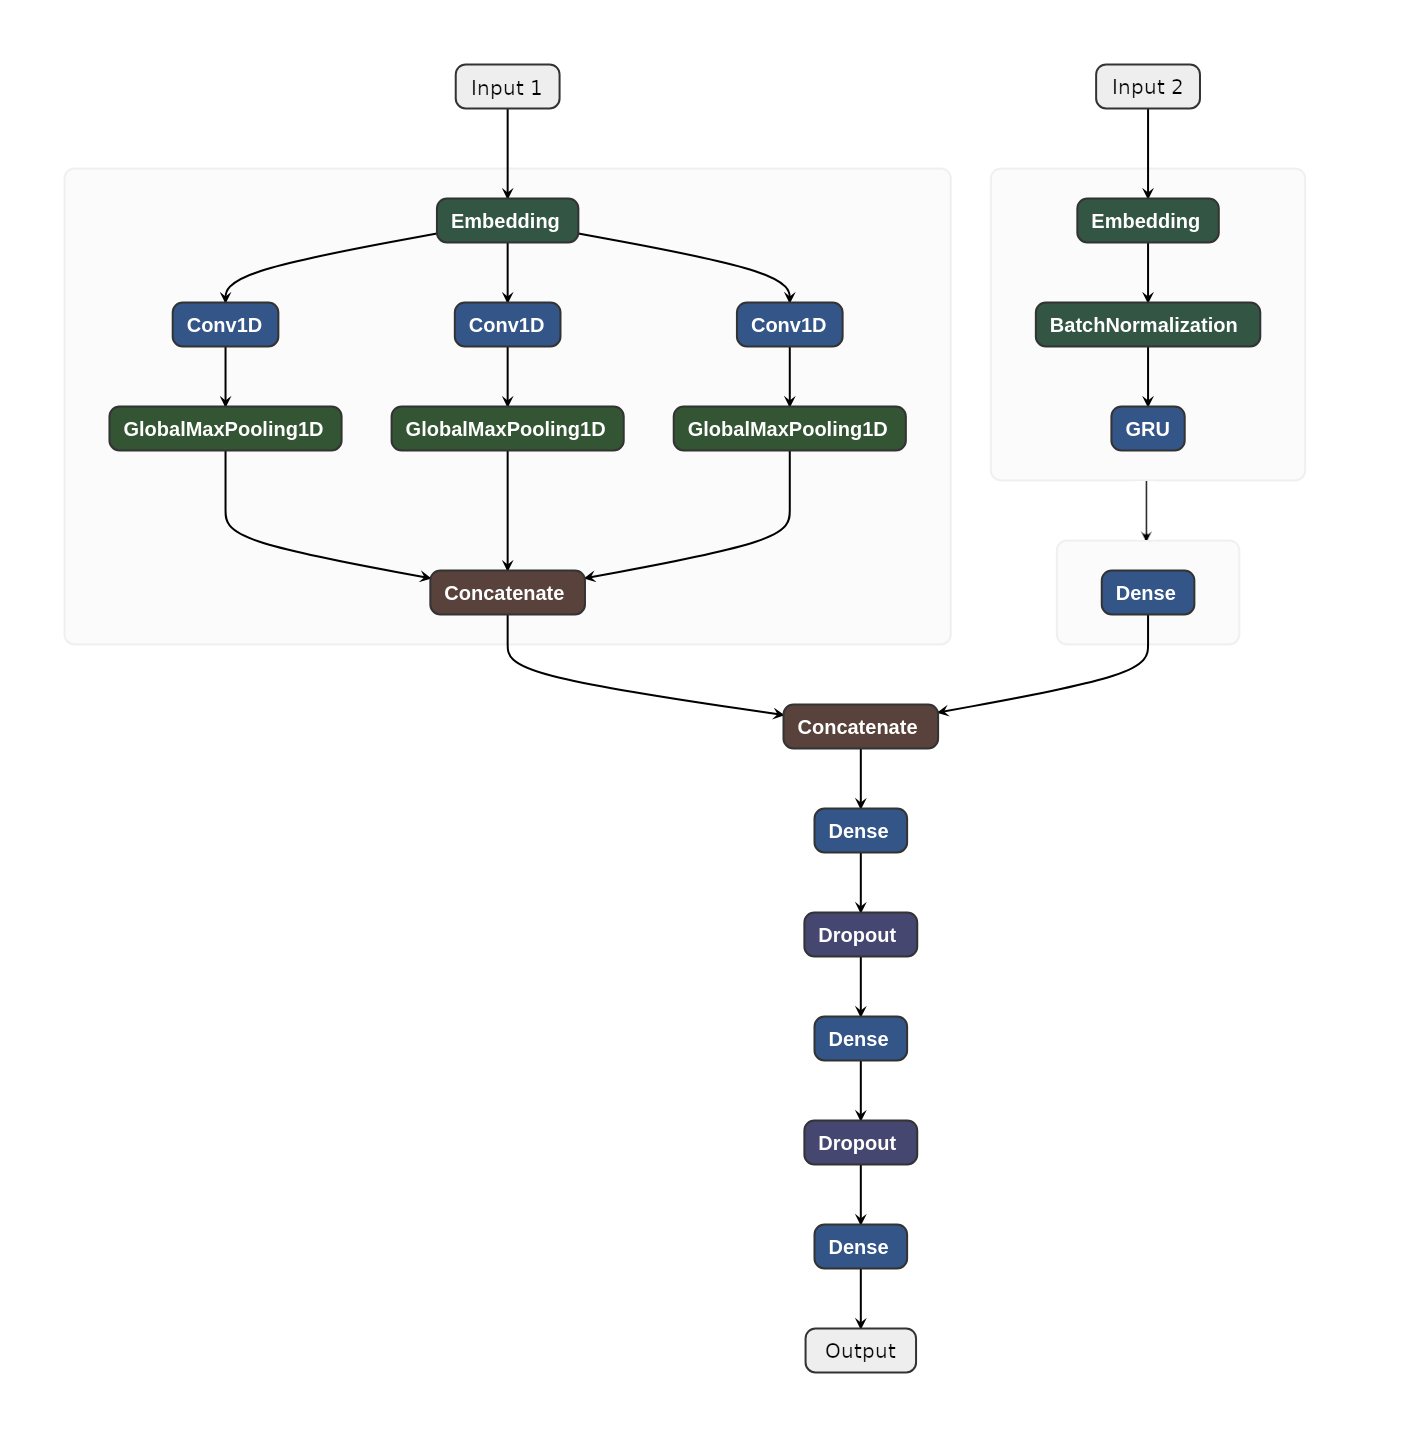 Input 1
Input 2
Embedding
Embedding
Conv1D
Conv1D
Conv1D
BatchNormalization
GlobalMaxPooling1D
GlobalMaxPooling1D
GlobalMaxPooling1D
GRU
Concatenate
Dense
Concatenate
Dense
Dropout
Dense
Dropout
Dense
Output